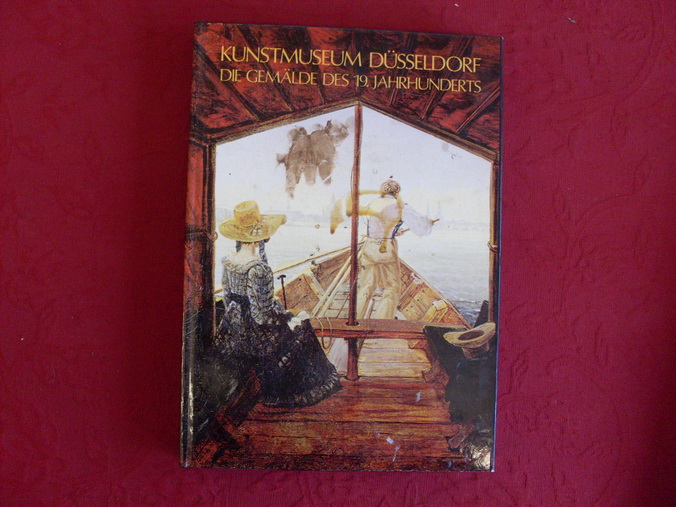 KUNSTMUSEUM DÜSSELDORF
DIE GEMÄLDE DES 19. JAHRHUNDERTS